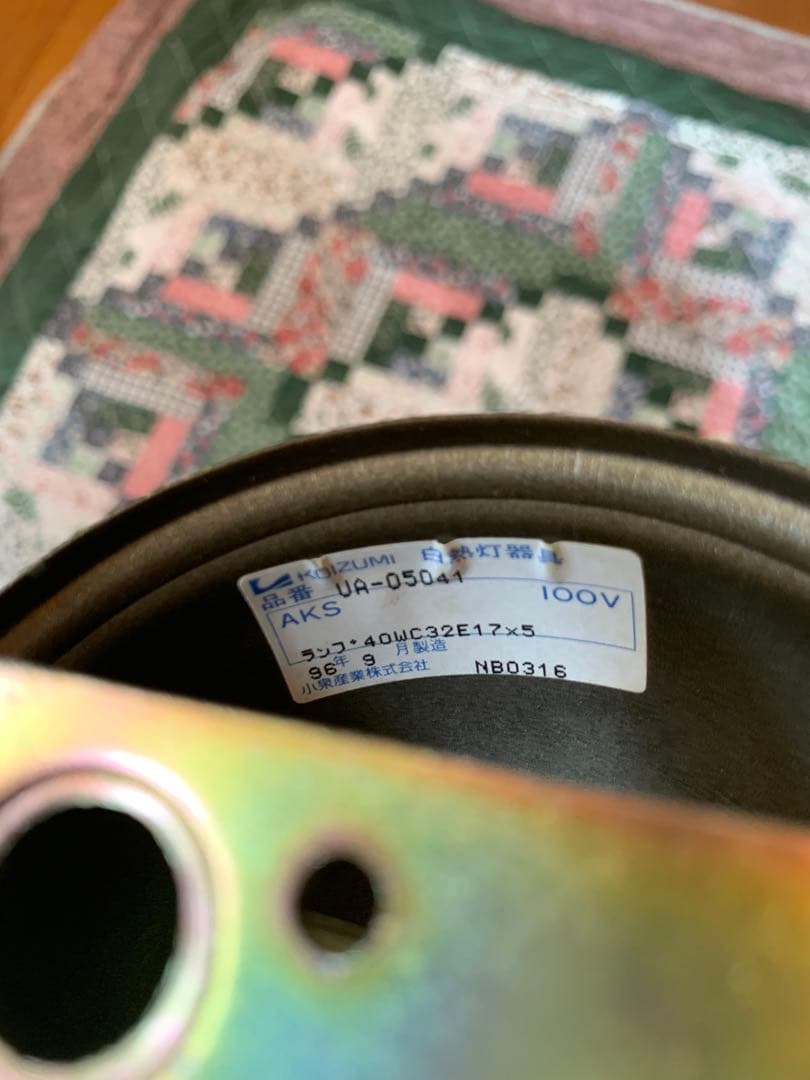 KOIZUMI 白熱灯器具
品番 UA-05041
AKS 100V
ランプ 40WC32E17×5
96年 9月製造
小泉産業株式会社 NB0316